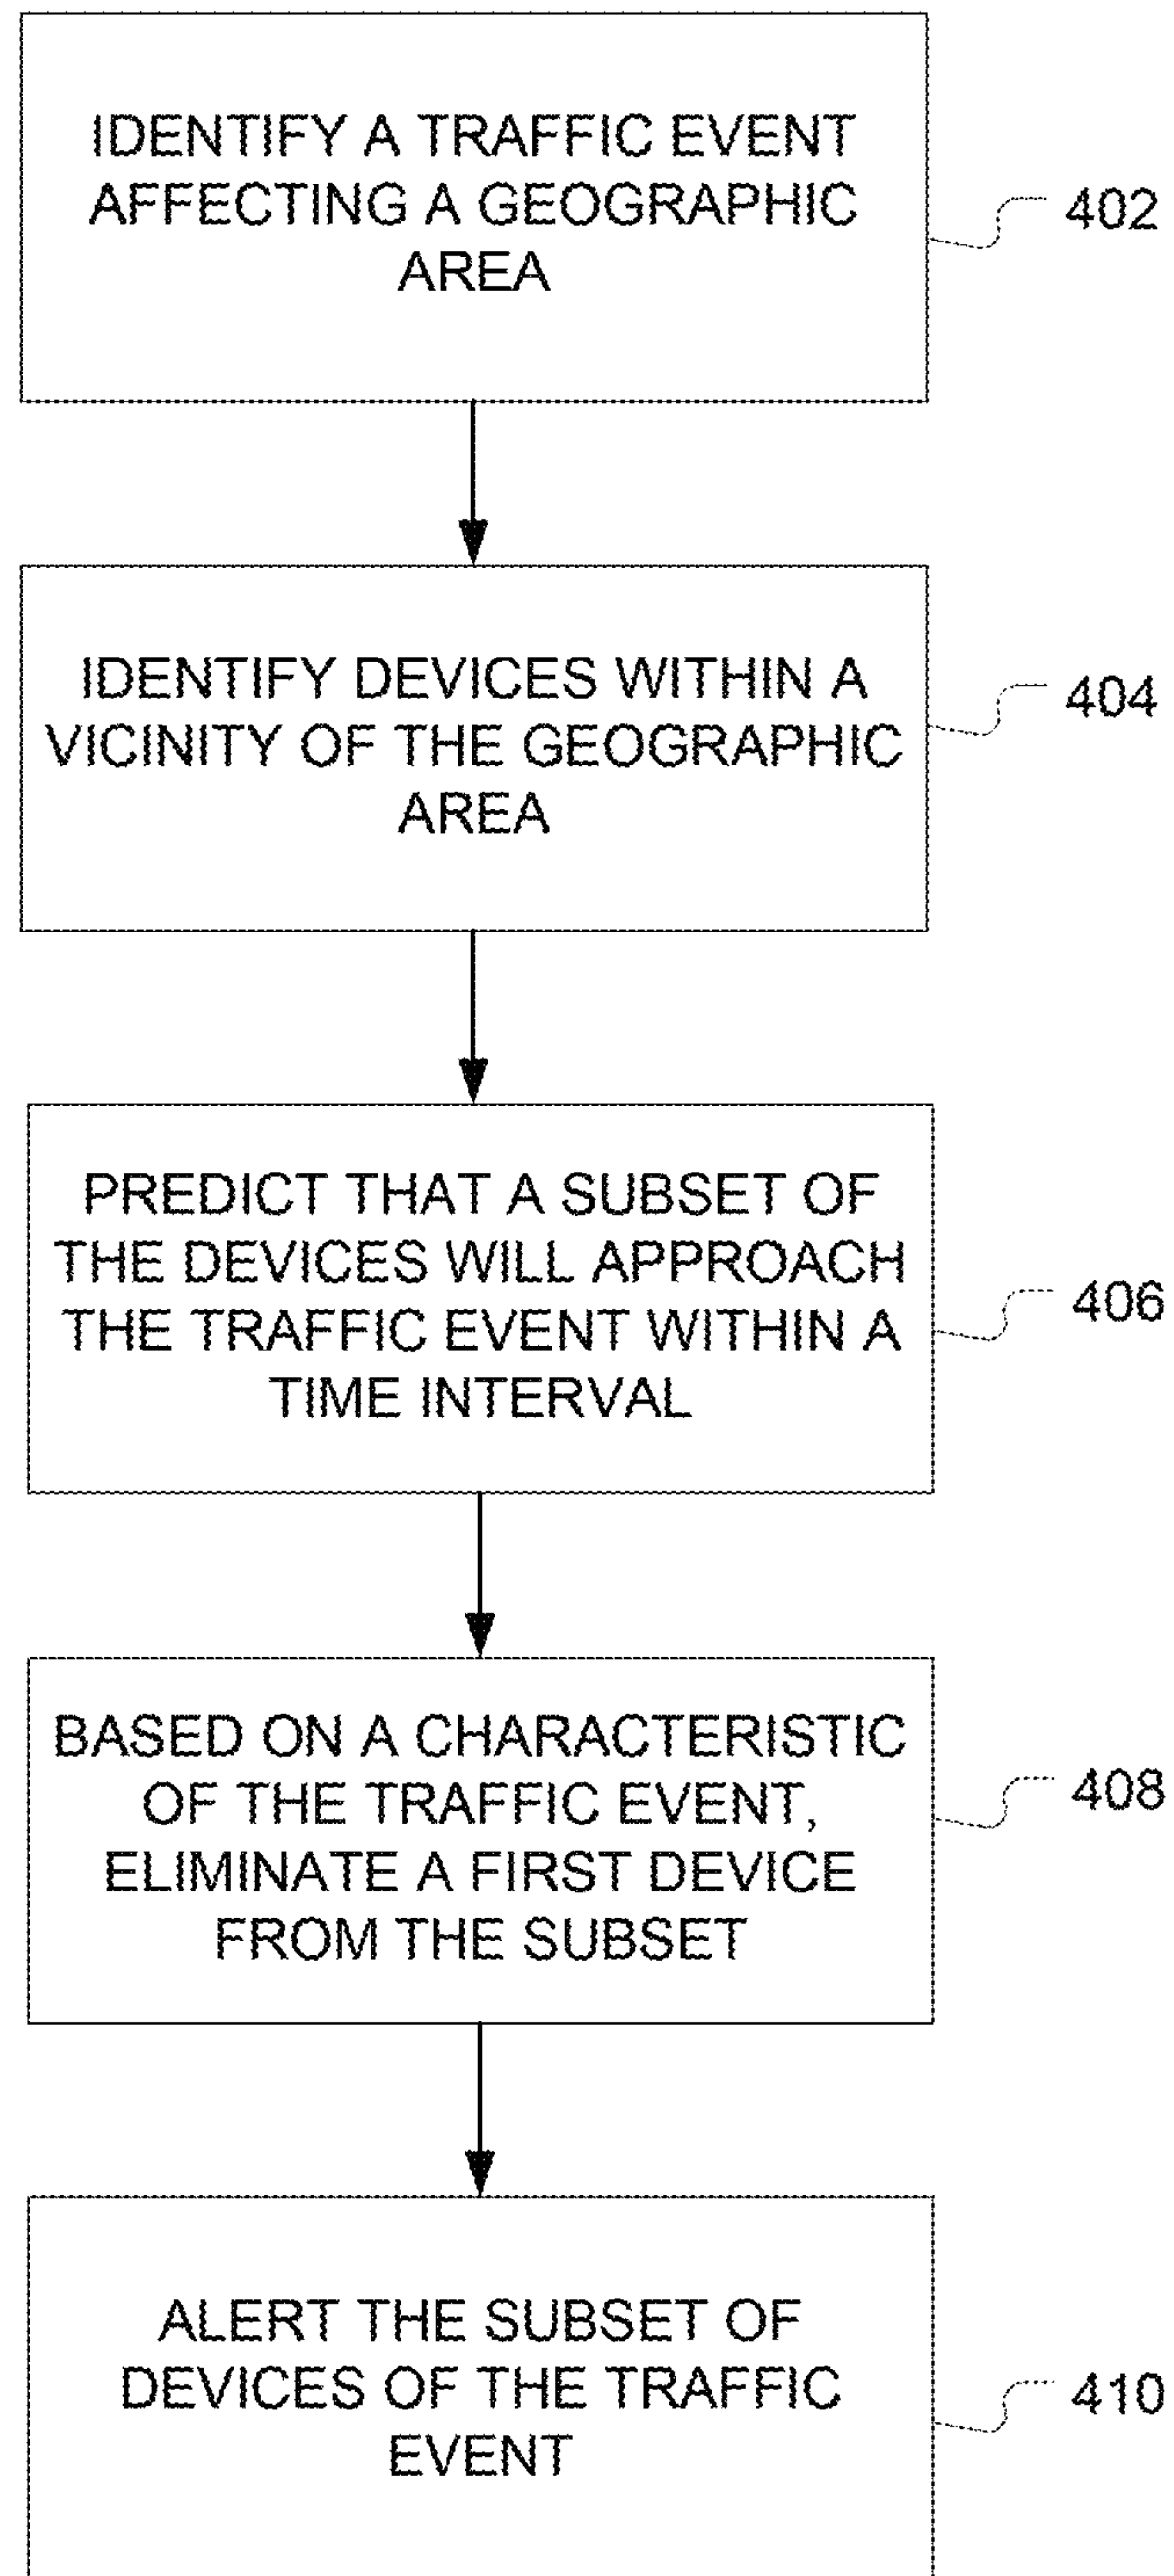 IDENTIFY A TRAFFIC EVENT
AFFECTING A GEOGRAPHIC
AREA
402
IDENTIFY DEVICES WITHIN A
VICINITY OF THE GEOGRAPHIC
AREA
404
PREDICT THAT A SUBSET OF
THE DEVICES WILL APPROACH
THE TRAFFIC EVENT WITHIN A
TIME INTERVAL
406
BASED ON A CHARACTERISTIC
OF THE TRAFFIC EVENT,
ELIMINATE A FIRST DEVICE
FROM THE SUBSET
408
ALERT THE SUBSET OF
DEVICES OF THE TRAFFIC
EVENT
410